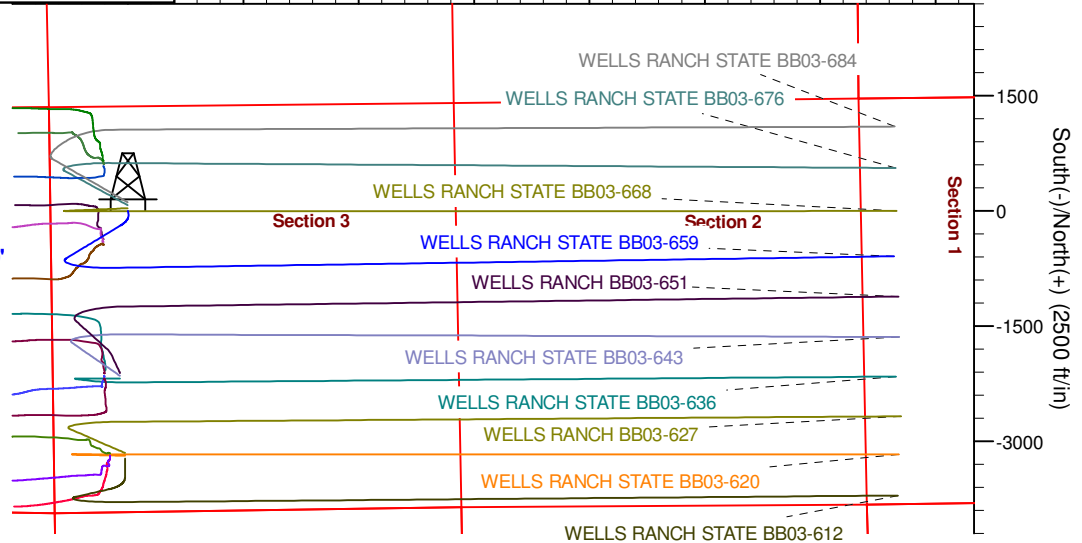 WELLS RANCH STATE BB03-684
WELLS RANCH STATE BB03-676
1500
WELLS RANCH STATE BB03-668
0
Section 3
Section 2
Section 1
WELLS RANCH STATE BB03-659
WELLS RANCH BB03-651
-1500
WELLS RANCH STATE BB03-643
WELLS RANCH STATE BB03-636
WELLS RANCH BB03-627
-3000
WELLS RANCH STATE BB03-620
WELLS RANCH STATE BB03-612
South(-)/North(+) (2500 ft/in)